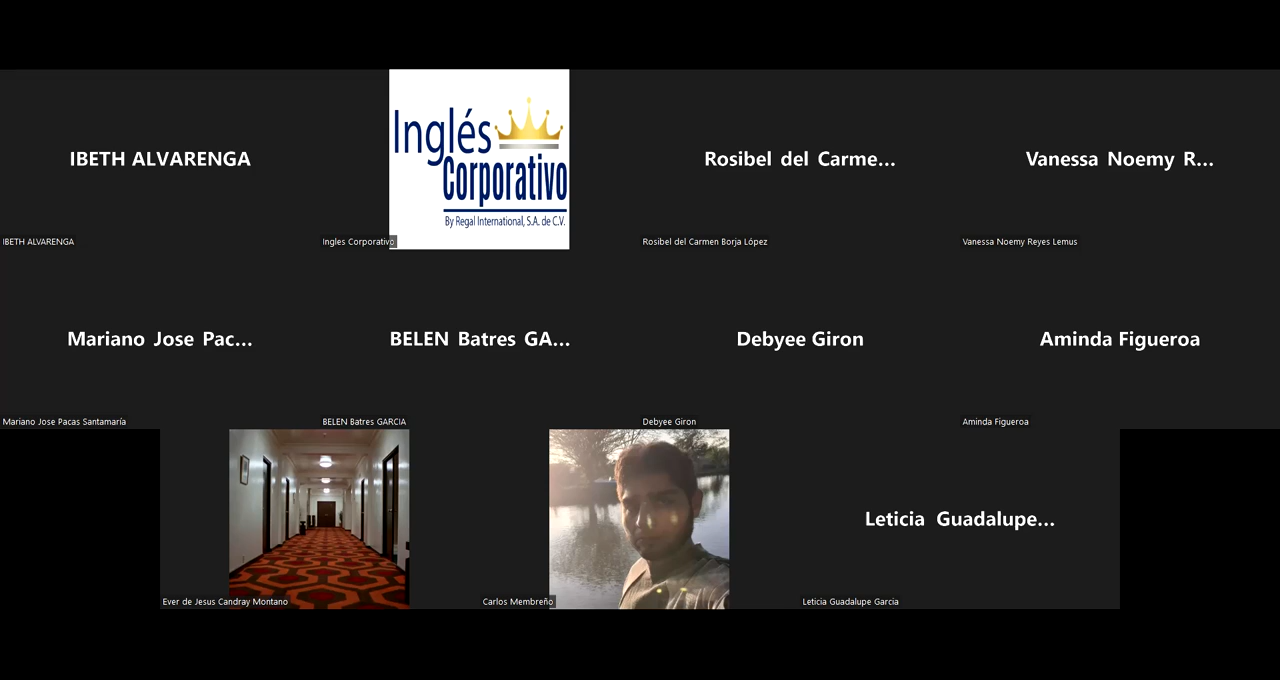 IBETH ALVARENGA
IBETH ALVARENGA
Inglés
Corporativo
By Regal International, S.A. de C.V.
Ingles Corporativo
Rosibel del Carme...
Rosibel del Carmen Borja López
Vanessa Noemy R...
Vanessa Noemy Reyes Lemus
Mariano Jose Pac...
Mariano Jose Pacas Santamaría
BELEN Batres GA...
BELEN Batres GARCIA
Debyee Giron
Debyee Giron
Aminda Figueroa
Aminda Figueroa
Ever de Jesus Candray Montano
Carlos Membreño
Leticia Guadalupe...
Leticia Guadalupe Garcia